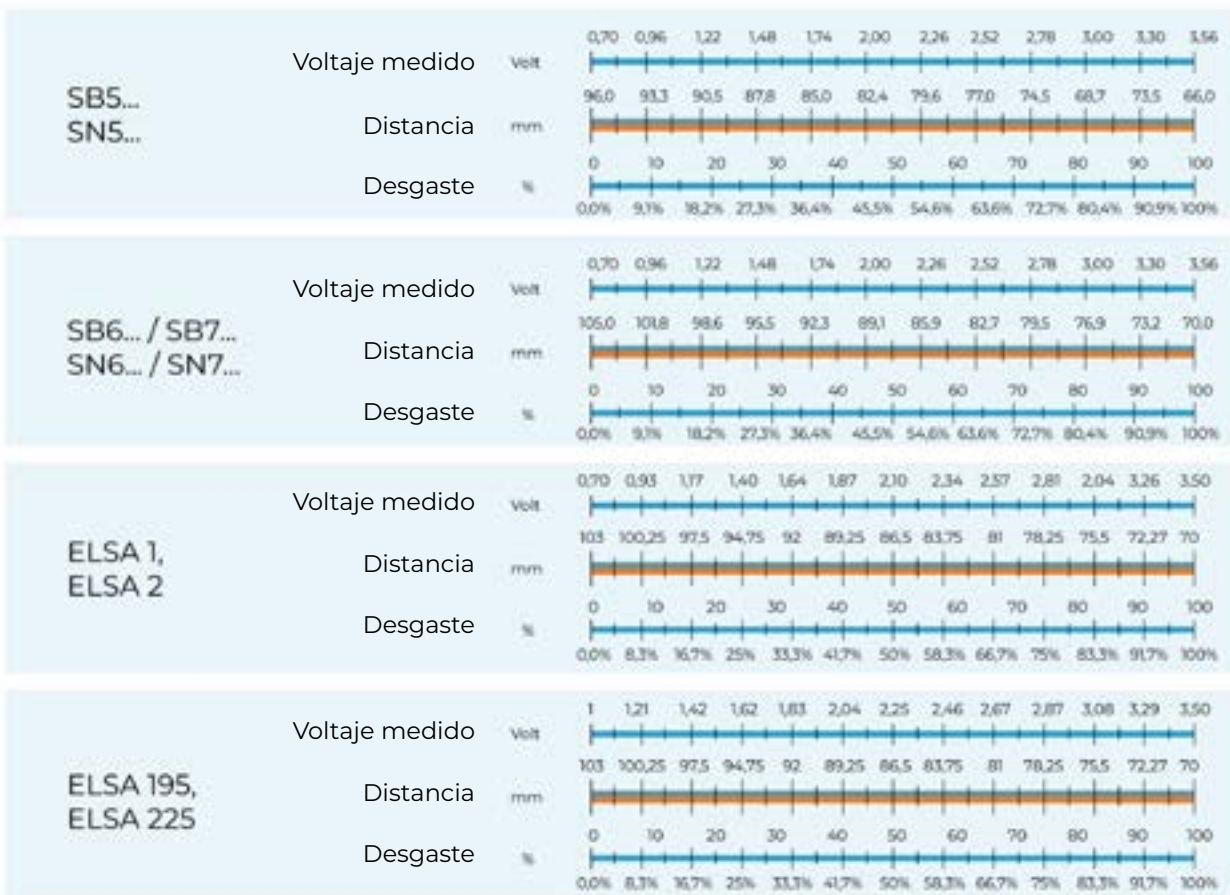 0,70 0,96 1,22 1,48 1,74 2,00 2,26 2,52 2,78 3,00 3,30 3,56
Voltaje medido Volt
96,0 93,3 90,5 87,8 85,0 82,4 79,6 77,0 74,5 68,7 73,5 66,0
SB5...
SN5...
Distancia mm
0 10 20 30 40 50 60 70 80 90 100
Desgaste %
0,0% 9,1% 18,2% 27,3% 36,4% 45,5% 54,6% 63,6% 72,7% 80,4% 90,9% 100%
0,70 0,96 1,22 1,48 1,74 2,00 2,26 2,52 2,78 3,00 3,30 3,56
Voltaje medido Volt
105,0 101,8 98,6 95,5 92,3 89,1 85,9 82,7 79,5 76,9 73,2 70,0
SB6... / SB7...
SN6... / SN7...
Distancia mm
0 10 20 30 40 50 60 70 80 90 100
Desgaste %
0,0% 9,1% 18,2% 27,3% 36,4% 45,5% 54,6% 63,6% 72,7% 80,4% 90,9% 100%
0,70 0,93 1,17 1,40 1,64 1,87 2,10 2,34 2,57 2,81 2,04 3,26 3,50
Voltaje medido Volt
103 100,25 97,5 94,75 92 89,25 86,5 83,75 81 78,25 75,5 72,27 70
ELSA 1,
ELSA 2
Distancia mm
0 10 20 30 40 50 60 70 80 90 100
Desgaste %
0,0% 8,3% 16,7% 25% 33,3% 41,7% 50% 58,3% 66,7% 75% 83,3% 91,7% 100%
1 1,21 1,42 1,62 1,83 2,04 2,25 2,46 2,67 2,87 3,08 3,29 3,50
Voltaje medido Volt
103 100,25 97,5 94,75 92 89,25 86,5 83,75 81 78,25 75,5 72,27 70
ELSA 195,
ELSA 225
Distancia mm
0 10 20 30 40 50 60 70 80 90 100
Desgaste %
0,0% 8,3% 16,7% 25% 33,3% 41,7% 50% 58,3% 66,7% 75% 83,3% 91,7% 100%